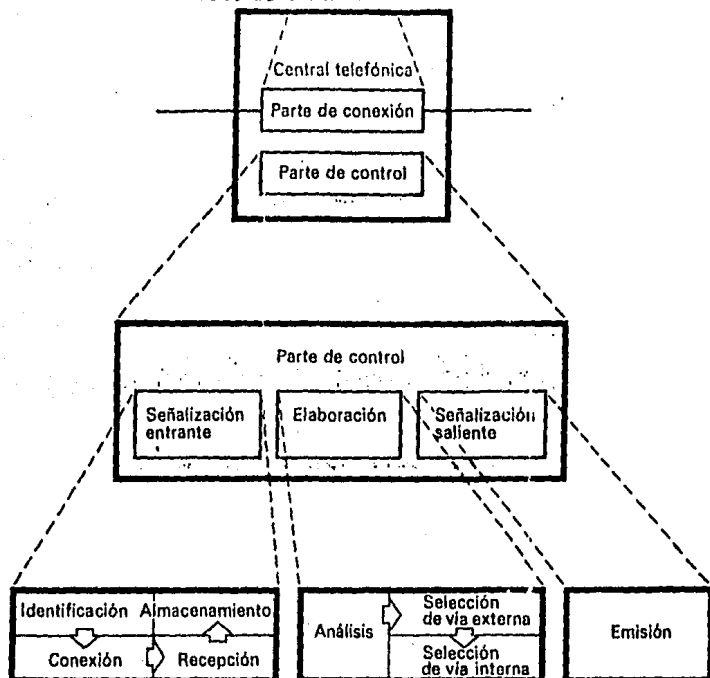 Central telefónica
Parte de conexión
Parte de control
Parte de control
Señalización
entrante
Elaboración
Señalización
saliente
Identificación
Almacenamiento
Conexión
Recepción
Análisis
Selección
de vía externa
Selección
de vía interna
Emisión